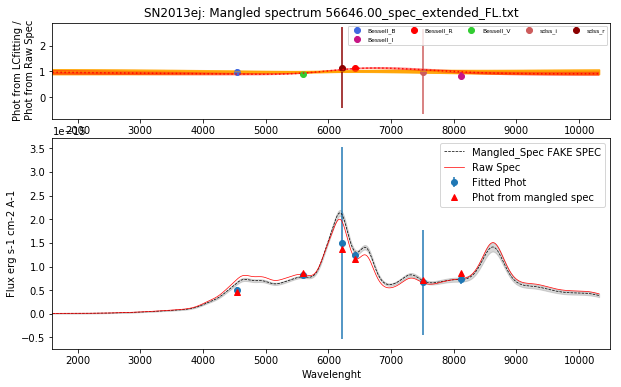 SN2013ej: Mangled spectrum 56646.00_spec_extended_FL.txt
Phot from LCfitting /
Phot from Raw Spec
2
1
0
Bessell_B
Bessell_I
Bessell_R
Bessell_V
sdss_i
sdss_r
2000 3000 4000 5000 6000 7000 8000 9000 10000
Flux erg s-1 cm-2 A-1
3.5
3.0
2.5
2.0
1.5
1.0
0.5
0.0
−0.5
Mangled_Spec FAKE SPEC
Raw Spec
Fitted Phot
Phot from mangled spec
2000 3000 4000 5000 6000 7000 8000 9000 10000
Wavelenght